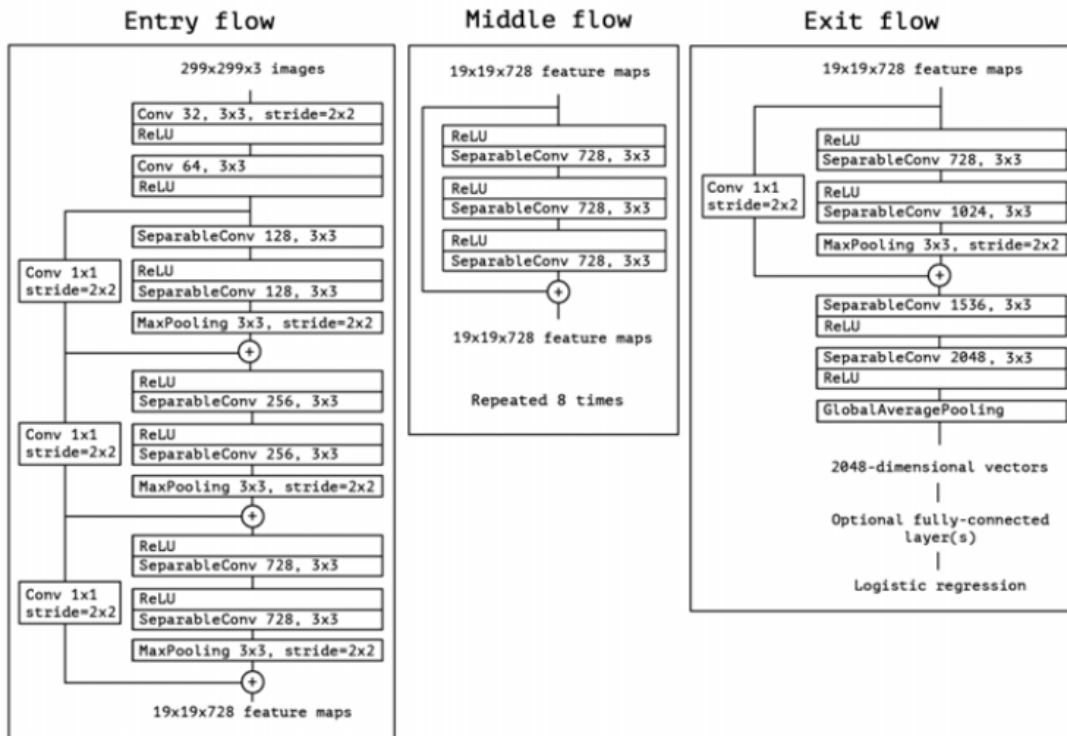 Entry flow
299x299x3 images
Conv 32, 3x3, stride=2x2
ReLU
Conv 64, 3x3
ReLU
SeparableConv 128, 3x3
Conv 1x1
stride=2x2
ReLU
SeparableConv 128, 3x3
MaxPooling 3x3, stride=2x2
+
ReLU
SeparableConv 256, 3x3
Conv 1x1
stride=2x2
ReLU
SeparableConv 256, 3x3
MaxPooling 3x3, stride=2x2
+
ReLU
SeparableConv 728, 3x3
Conv 1x1
stride=2x2
ReLU
SeparableConv 728, 3x3
MaxPooling 3x3, stride=2x2
+
19x19x728 feature maps
Middle flow
19x19x728 feature maps
ReLU
SeparableConv 728, 3x3
ReLU
SeparableConv 728, 3x3
ReLU
SeparableConv 728, 3x3
+
19x19x728 feature maps
Repeated 8 times
Exit flow
19x19x728 feature maps
ReLU
SeparableConv 728, 3x3
Conv 1x1
stride=2x2
ReLU
SeparableConv 1024, 3x3
MaxPooling 3x3, stride=2x2
+
SeparableConv 1536, 3x3
ReLU
SeparableConv 2048, 3x3
ReLU
GlobalAveragePooling
2048-dimensional vectors
Optional fully-connected
layer(s)
Logistic regression